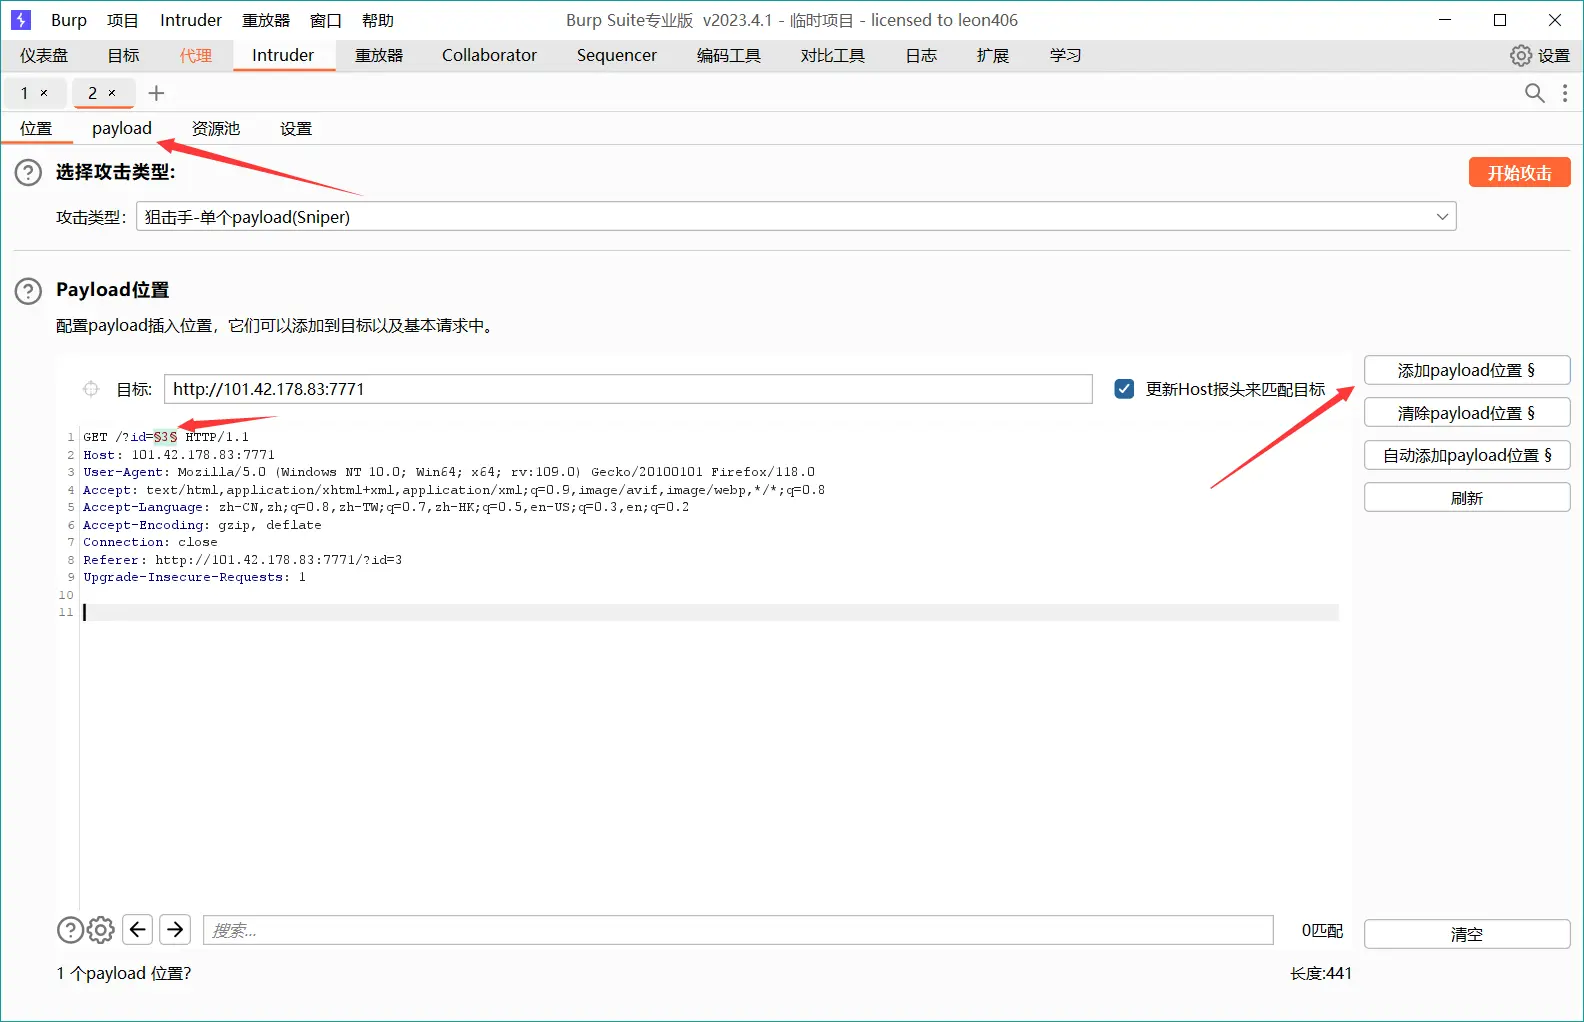 Burp 项目 Intruder 重放器 窗口 帮助 Burp Suite专业版 v2023.4.1 - 临时项目 - licensed to leon406
仪表盘 目标 代理 Intruder 重放器 Collaborator Sequencer 编码工具 对比工具 日志 扩展 学习 设置
1 × 2 × +
位置 payload 资源池 设置
? 选择攻击类型: 开始攻击
攻击类型: 狙击手-单个payload(Sniper)
? Payload位置
配置payload插入位置，它们可以添加到目标以及基本请求中。
目标: http://101.42.178.83:7771 更新Host报头来匹配目标
添加payload位置 §
清除payload位置 §
自动添加payload位置 §
刷新
1 GET /?id=§3§ HTTP/1.1
2 Host: 101.42.178.83:7771
3 User-Agent: Mozilla/5.0 (Windows NT 10.0; Win64; x64; rv:109.0) Gecko/20100101 Firefox/118.0
4 Accept: text/html,application/xhtml+xml,application/xml;q=0.9,image/avif,image/webp,*/*;q=0.8
5 Accept-Language: zh-CN,zh;q=0.8,zh-TW;q=0.7,zh-HK;q=0.5,en-US;q=0.3,en;q=0.2
6 Accept-Encoding: gzip, deflate
7 Connection: close
8 Referer: http://101.42.178.83:7771/?id=3
9 Upgrade-Insecure-Requests: 1
10
11
? 搜索... 0匹配 清空
1 个payload 位置? 长度:441